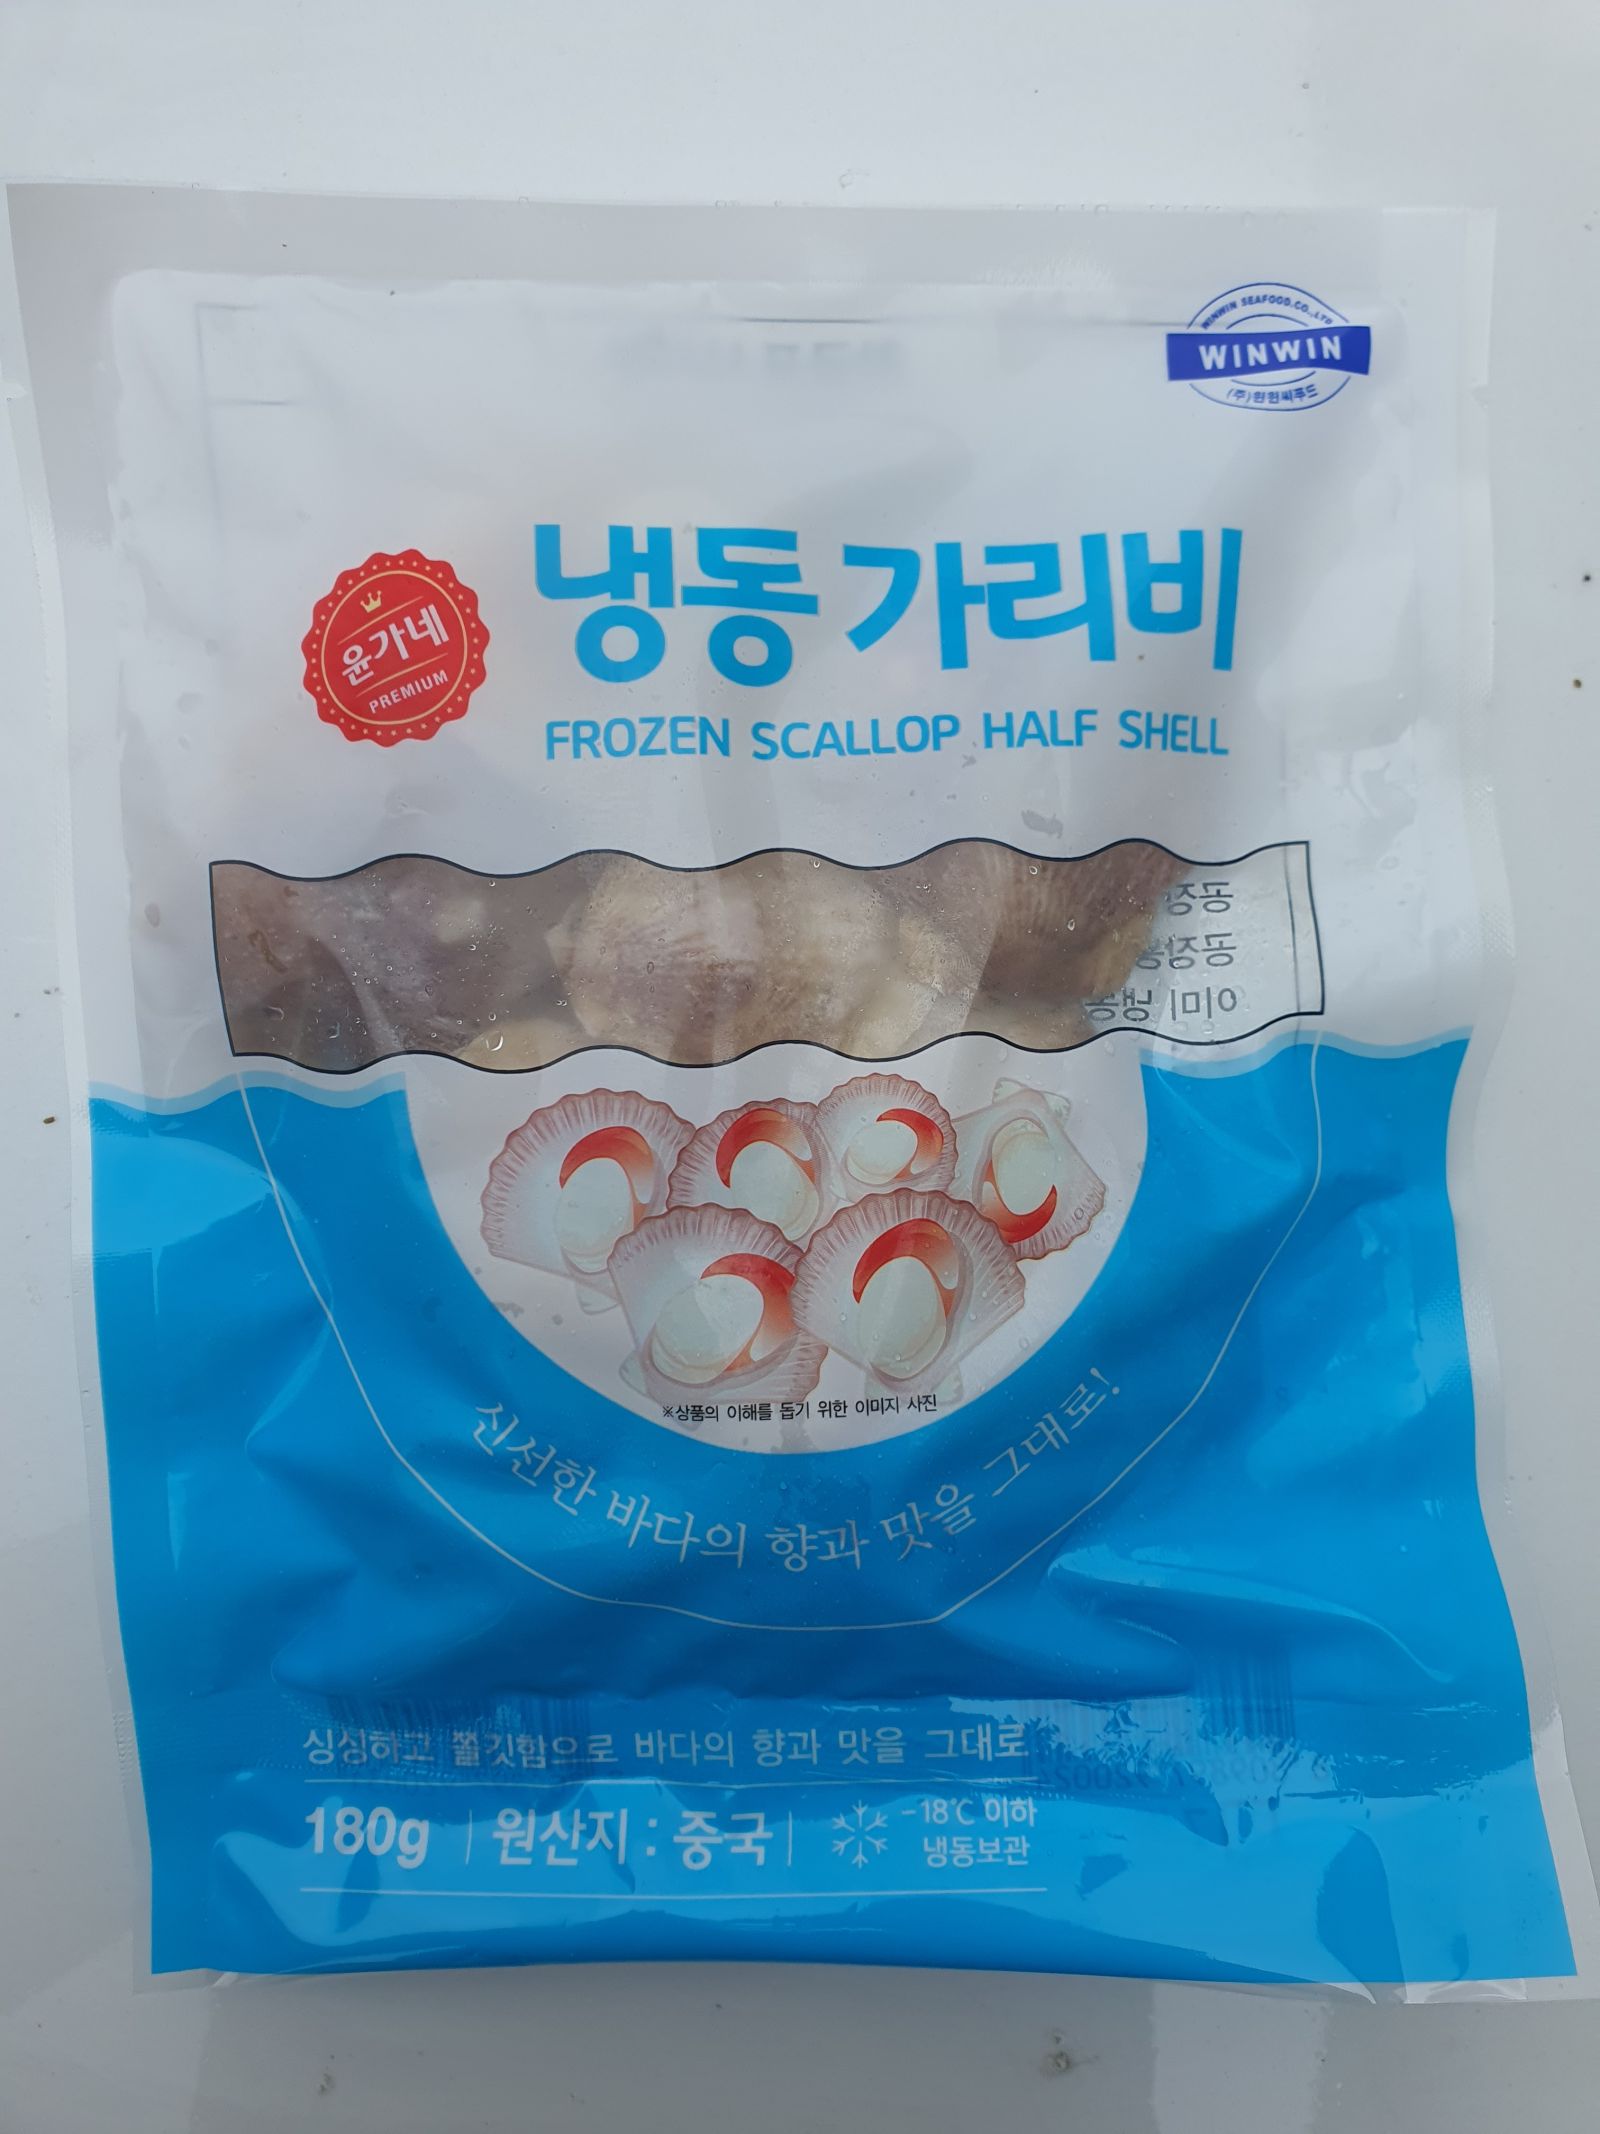 WINWIN SEAFOOD.CO.,LTD
WINWIN
(주)윈윈씨푸드
윤가네
PREMIUM
냉동 가리비
FROZEN SCALLOP HALF SHELL
※상품의 이해를 돕기 위한 이미지 사진
신선한 바다의 향과 맛을 그대로!
싱싱하고 쫄깃함으로 바다의 향과 맛을 그대로
180g | 원산지 : 중국 | -18℃ 이하
냉동보관